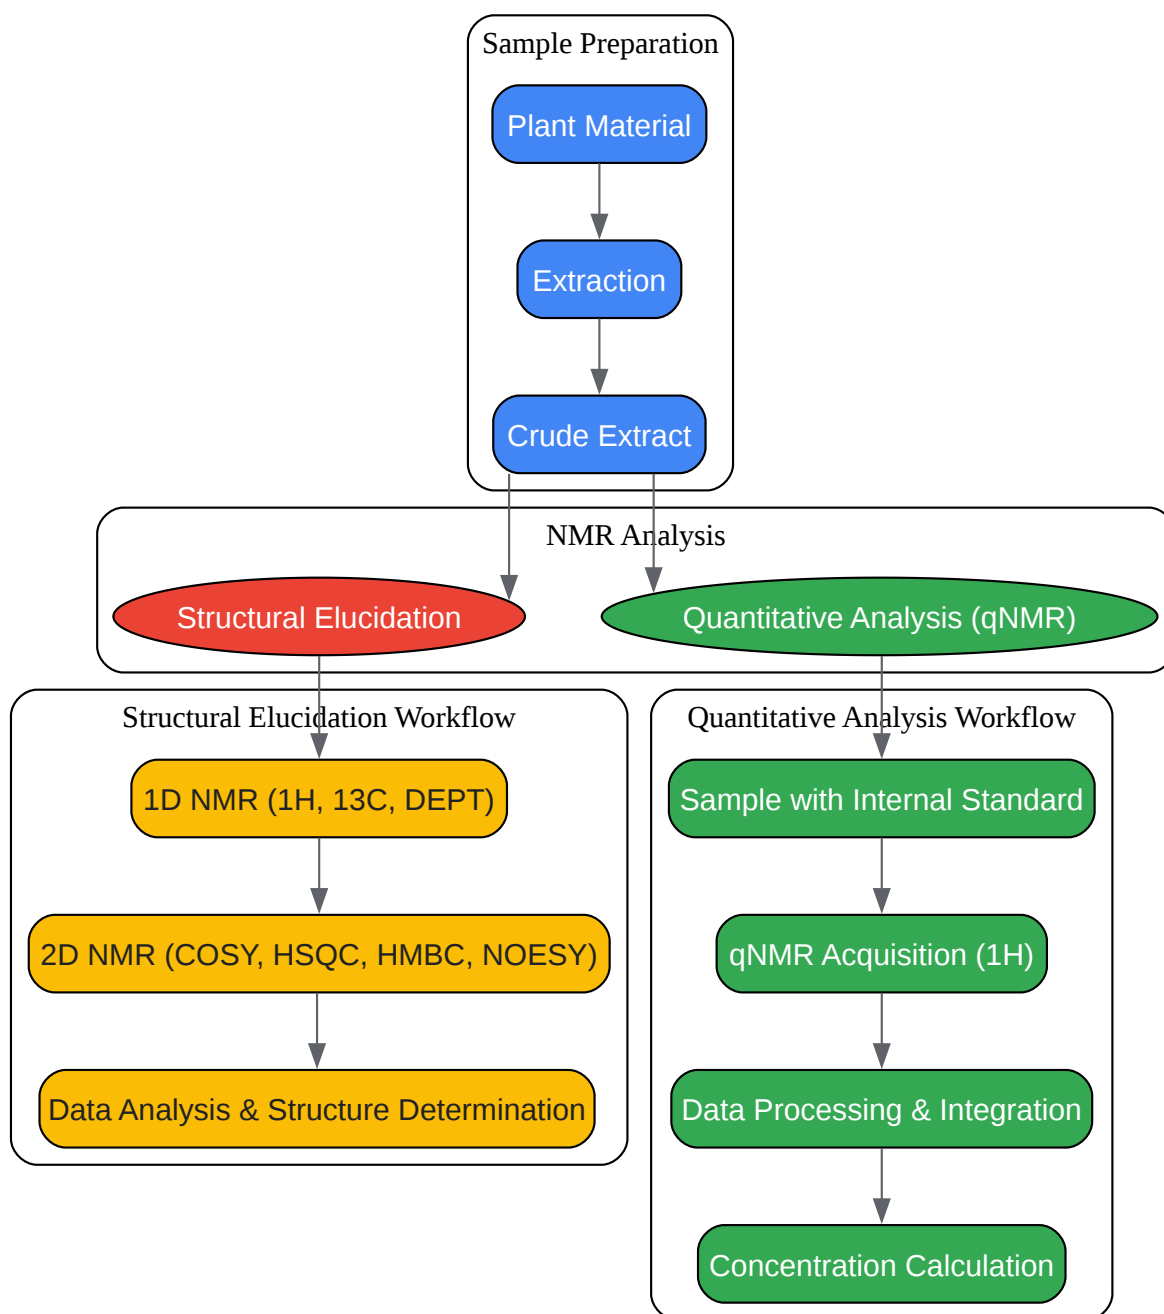 Sample Preparation
Plant Material
Extraction
Crude Extract
NMR Analysis
Structural Elucidation
Quantitative Analysis (qNMR)
Structural Elucidation Workflow
1D NMR (1H, 13C, DEPT)
2D NMR (COSY, HSQC, HMBC, NOESY)
Data Analysis & Structure Determination
Quantitative Analysis Workflow
Sample with Internal Standard
qNMR Acquisition (1H)
Data Processing & Integration
Concentration Calculation